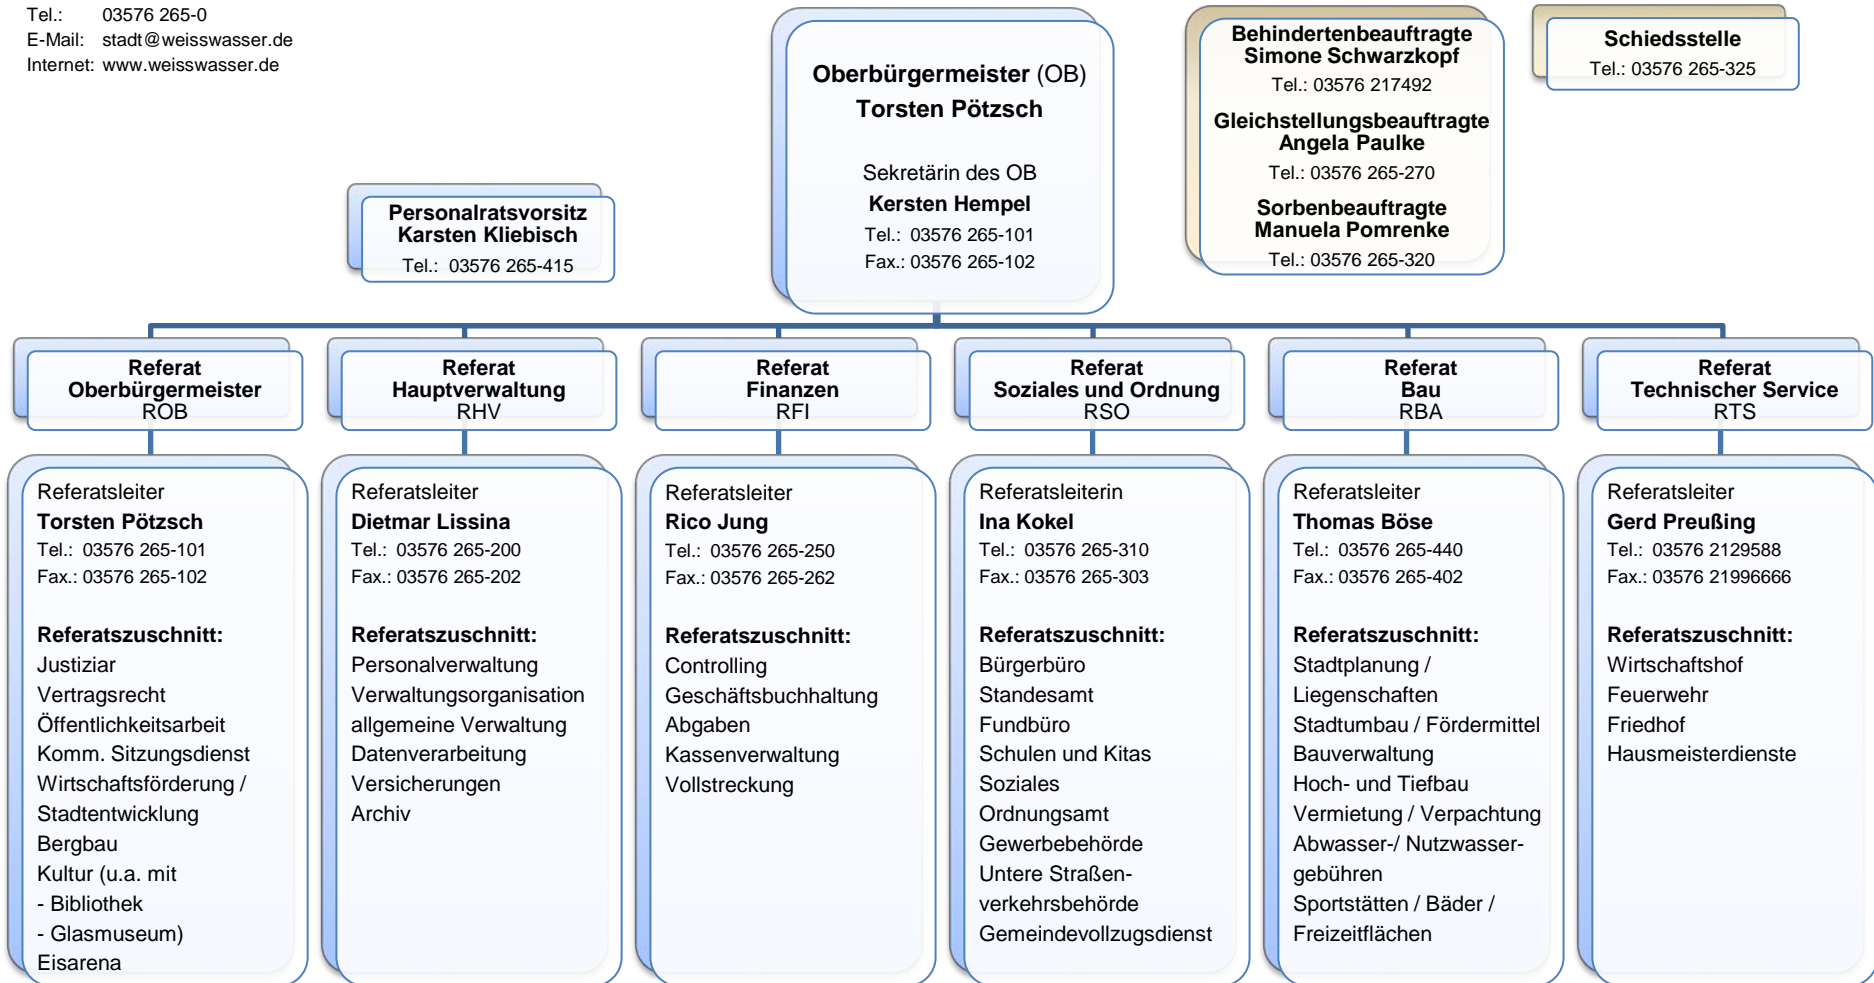 Tel.: 03576 265-0
E-Mail: stadt@weisswasser.de
Internet: www.weisswasser.de
Oberbürgermeister (OB)
Torsten Pötzsch
Sekretärin des OB
Kersten Hempel
Tel.: 03576 265-101
Fax.: 03576 265-102
Behindertenbeauftragte
Simone Schwarzkopf
Tel.: 03576 217492
Gleichstellungsbeauftragte
Angela Paulke
Tel.: 03576 265-270
Sorbenbeauftragte
Manuela Pomrenke
Tel.: 03576 265-320
Schiedsstelle
Tel.: 03576 265-325
Personalratsvorsitz
Karsten Kliebisch
Tel.: 03576 265-415
Referat
Oberbürgermeister
ROB
Referat
Hauptverwaltung
RHV
Referat
Finanzen
RFI
Referat
Soziales und Ordnung
RSO
Referat
Bau
RBA
Referat
Technischer Service
RTS
Referatsleiter
Torsten Pötzsch
Tel.: 03576 265-101
Fax.: 03576 265-102
Referatszuschnitt:
Justiziar
Vertragsrecht
Öffentlichkeitsarbeit
Komm. Sitzungsdienst
Wirtschaftsförderung /
Stadtentwicklung
Bergbau
Kultur (u.a. mit
- Bibliothek
- Glasmuseum)
Eisarena
Referatsleiter
Dietmar Lissina
Tel.: 03576 265-200
Fax.: 03576 265-202
Referatszuschnitt:
Personalverwaltung
Verwaltungsorganisation
allgemeine Verwaltung
Datenverarbeitung
Versicherungen
Archiv
Referatsleiter
Rico Jung
Tel.: 03576 265-250
Fax.: 03576 265-262
Referatszuschnitt:
Controlling
Geschäftsbuchhaltung
Abgaben
Kassenverwaltung
Vollstreckung
Referatsleiterin
Ina Kokel
Tel.: 03576 265-310
Fax.: 03576 265-303
Referatszuschnitt:
Bürgerbüro
Standesamt
Fundbüro
Schulen und Kitas
Soziales
Ordnungsamt
Gewerbebehörde
Untere Straßen-
verkehrsbehörde
Gemeindevollzugsdienst
Referatsleiter
Thomas Böse
Tel.: 03576 265-440
Fax.: 03576 265-402
Referatszuschnitt:
Stadtplanung /
Liegenschaften
Stadtumbau / Fördermittel
Bauverwaltung
Hoch- und Tiefbau
Vermietung / Verpachtung
Abwasser-/ Nutzwasser-
gebühren
Sportstätten / Bäder /
Freizeitflächen
Referatsleiter
Gerd Preußing
Tel.: 03576 2129588
Fax.: 03576 21996666
Referatszuschnitt:
Wirtschaftshof
Feuerwehr
Friedhof
Hausmeisterdienste